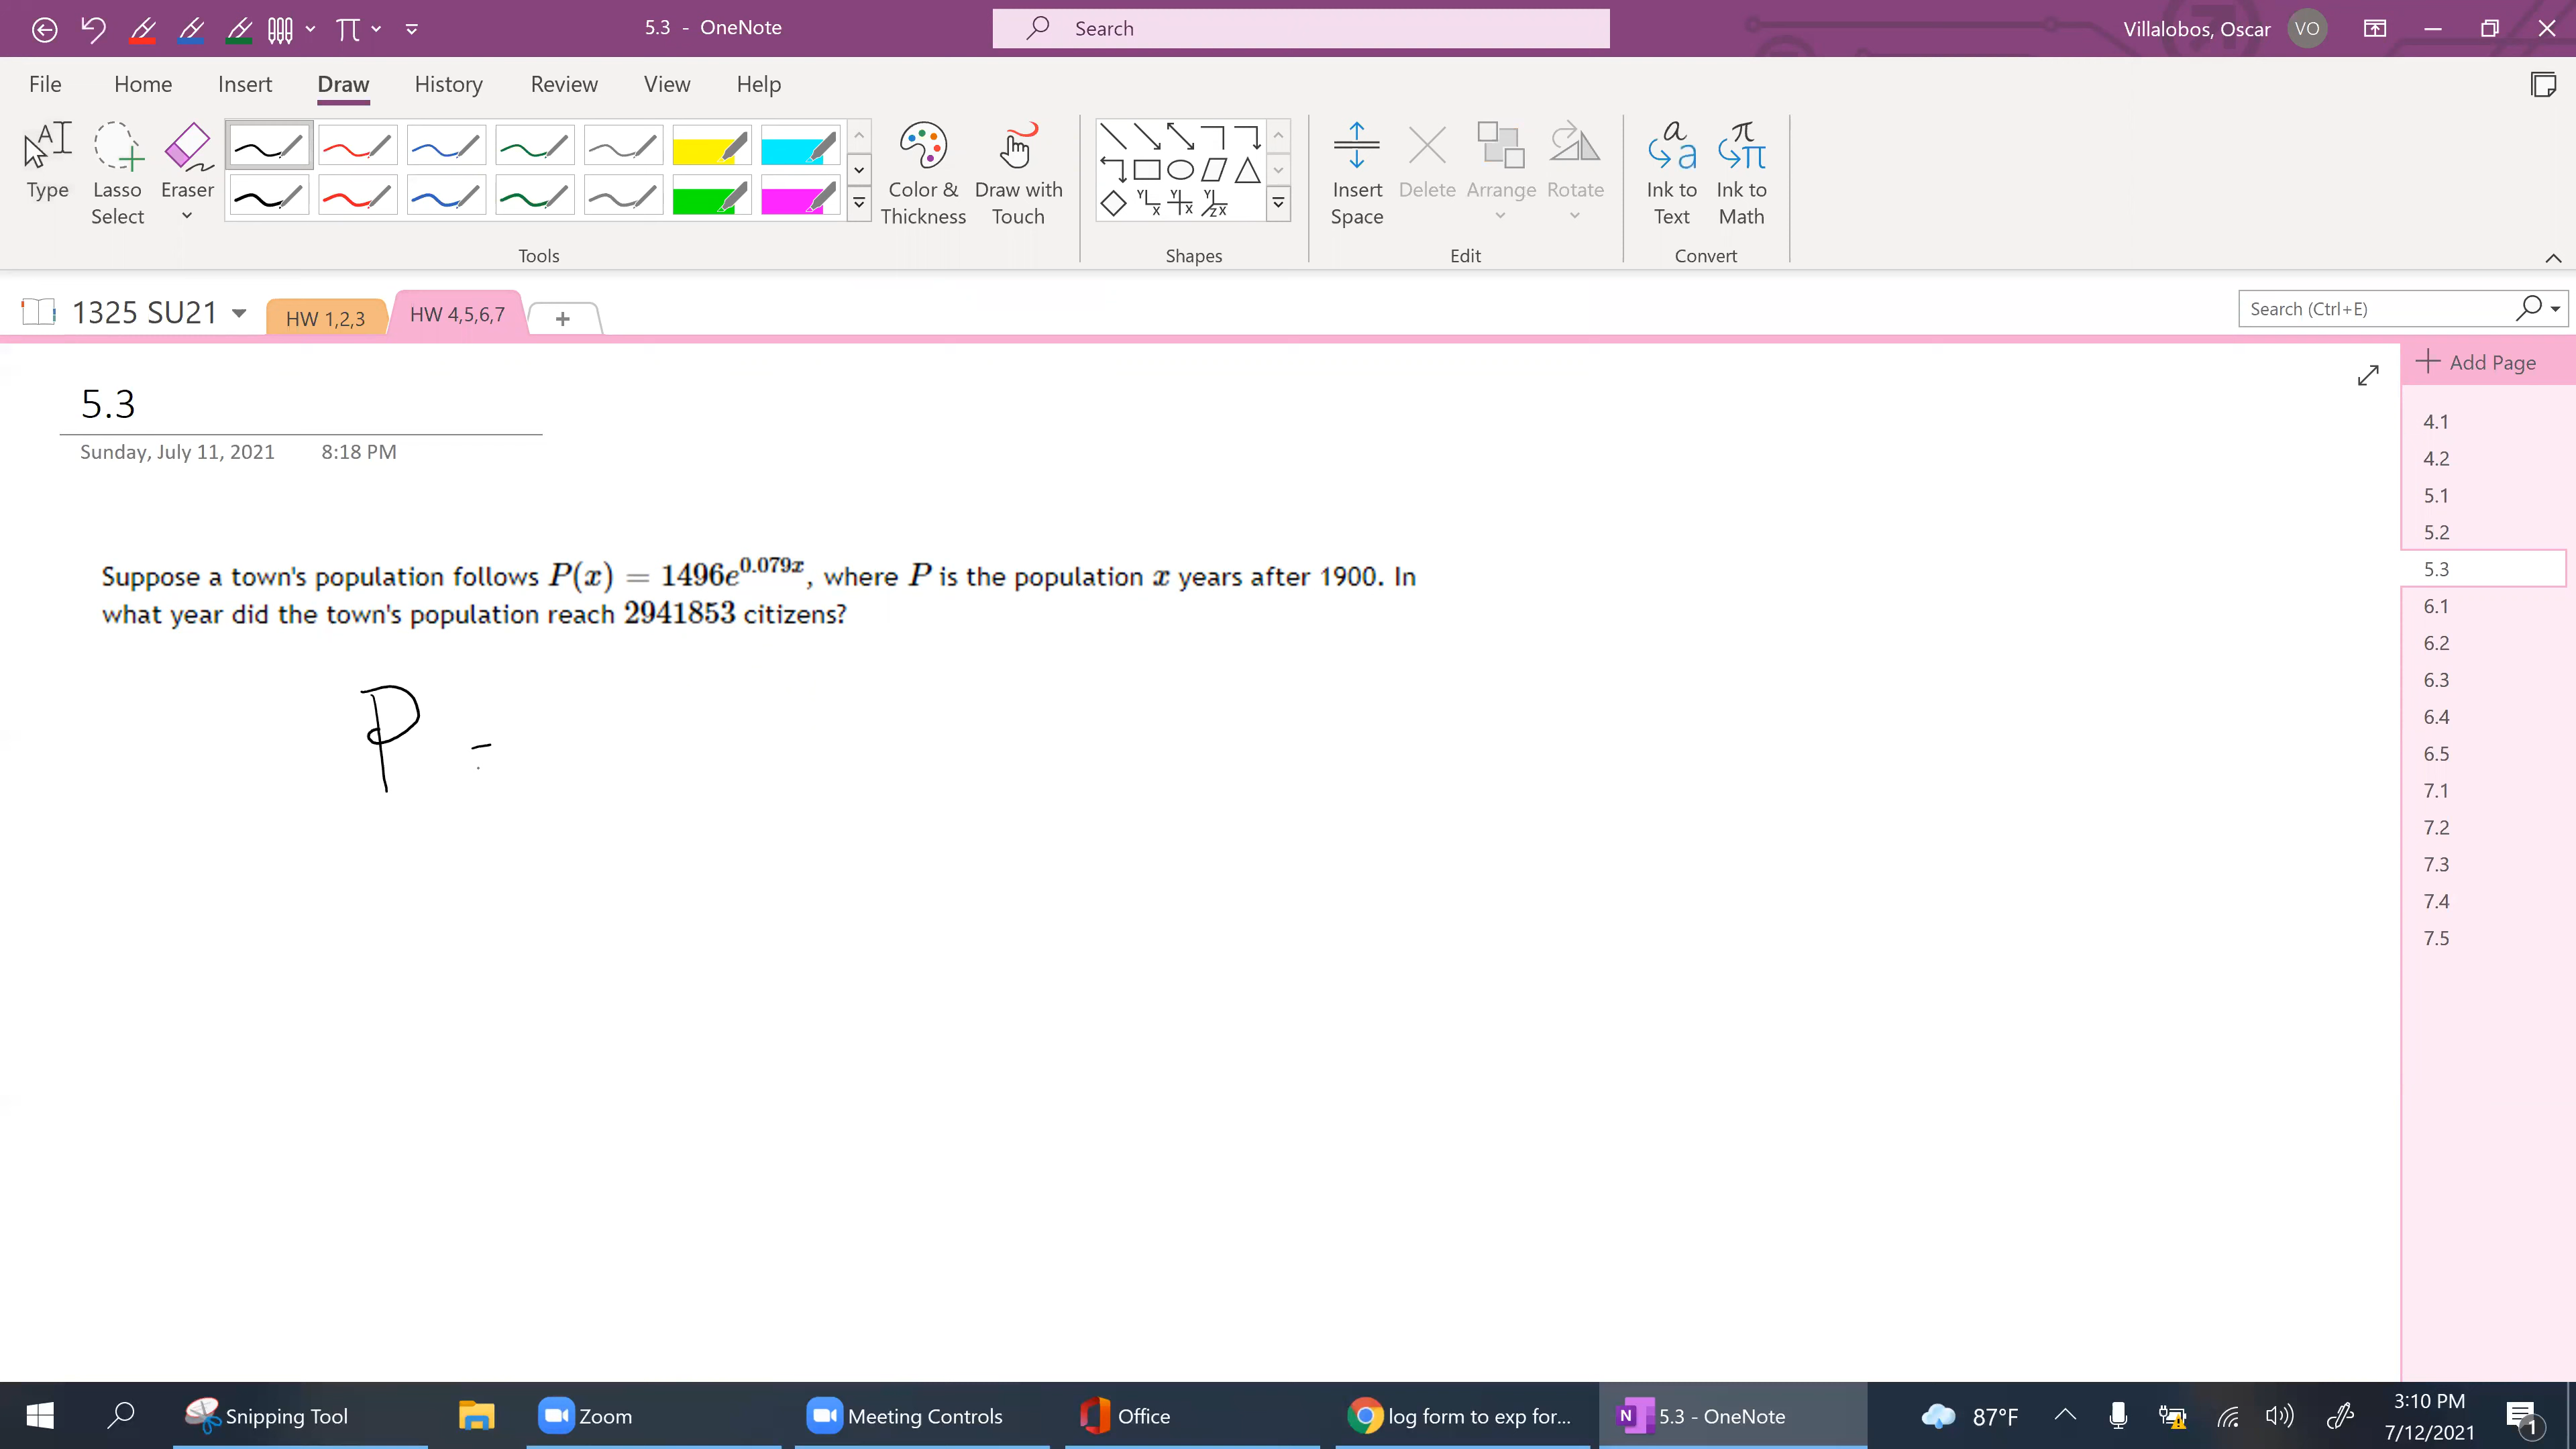 5.3 - OneNote
Search
Villalobos, Oscar
VO
File Home Insert Draw History Review View Help
Type
Lasso Select
Eraser
Color & Thickness
Draw with Touch
Insert Space
Delete
Arrange
Rotate
Ink to Text
Ink to Math
Tools
Shapes
Edit
Convert
1325 SU21
HW 1,2,3
HW 4,5,6,7
Search (Ctrl+E)
Add Page
5.3
Sunday, July 11, 2021 8:18 PM
Suppose a town's population follows P(x) = 1496e^{0.079x}, where P is the population x years after 1900. In
what year did the town's population reach 2941853 citizens?
P =
4.1
4.2
5.1
5.2
5.3
6.1
6.2
6.3
6.4
6.5
7.1
7.2
7.3
7.4
7.5
Snipping Tool
Zoom
Meeting Controls
Office
log form to exp for...
5.3 - OneNote
87°F
3:10 PM
7/12/2021
1